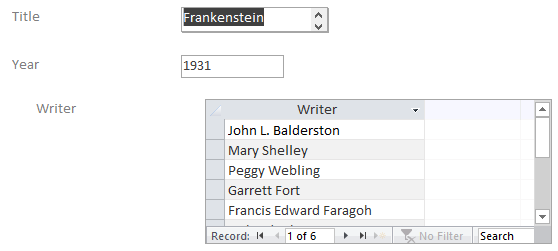 Title Frankenstein
Year 1931
Writer Writer
John L. Balderston
Mary Shelley
Peggy Webling
Garrett Fort
Francis Edward Faragoh
Record: 1 of 6 No Filter Search